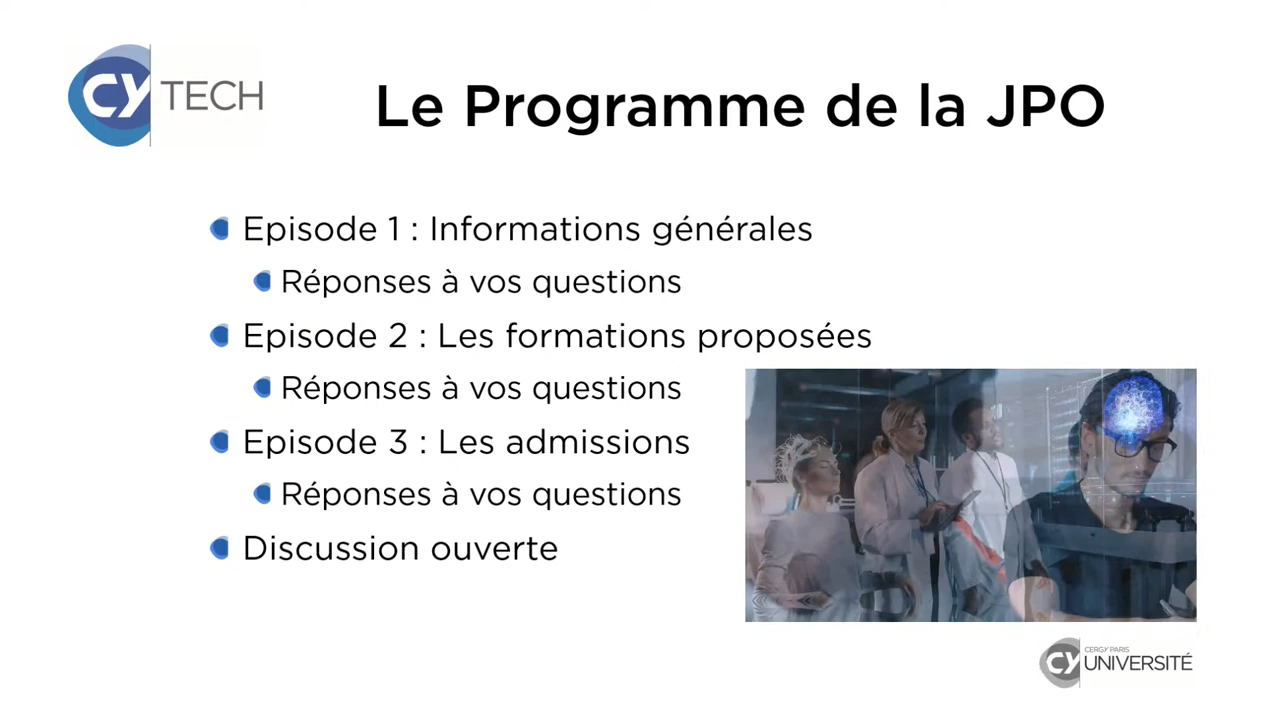 CY TECH
Le Programme de la JPO
Episode 1 : Informations générales
Réponses à vos questions
Episode 2 : Les formations proposées
Réponses à vos questions
Episode 3 : Les admissions
Réponses à vos questions
Discussion ouverte
CERGY PARIS
CY UNIVERSITÉ